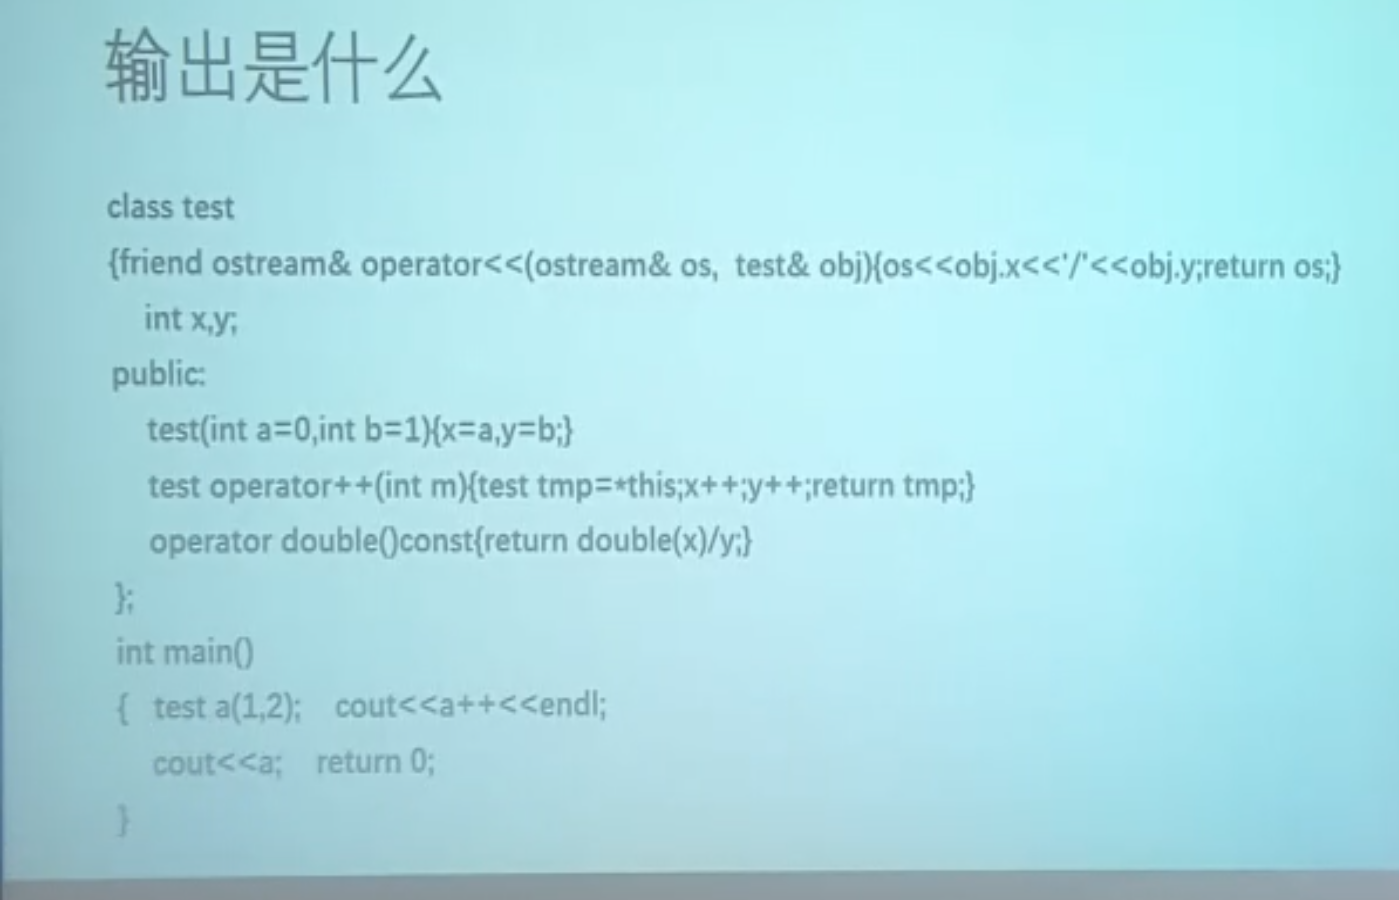 输出是什么
class test
{friend ostream& operator<<(ostream& os, test& obj){os<<obj.x<<'/'<<obj.y;return os;}
int x,y;
public:
test(int a=0,int b=1){x=a,y=b;}
test operator++(int m){test tmp=*this;x++;y++;return tmp;}
operator double()const{return double(x)/y;}
};
int main()
{ test a(1,2); cout<<a++<<endl;
cout<<a; return 0;
}